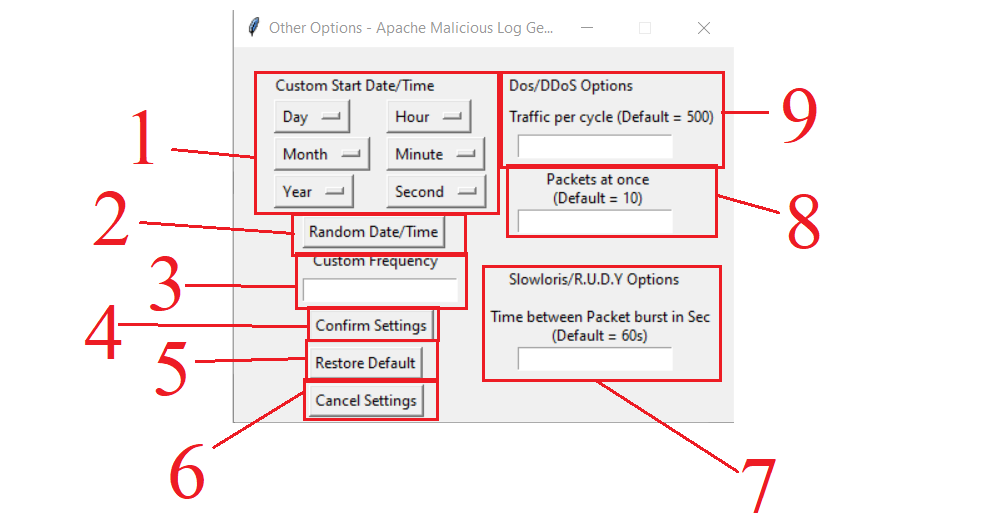 Other Options - Apache Malicious Log Ge...
Custom Start Date/Time
Day
Hour
Month
Minute
Year
Second
Random Date/Time
Custom Frequency
Confirm Settings
Restore Default
Cancel Settings
Dos/DDoS Options
Traffic per cycle (Default = 500)
Packets at once
(Default = 10)
Slowloris/R.U.D.Y Options
Time between Packet burst in Sec
(Default = 60s)
1
2
3
4
5
6
7
8
9